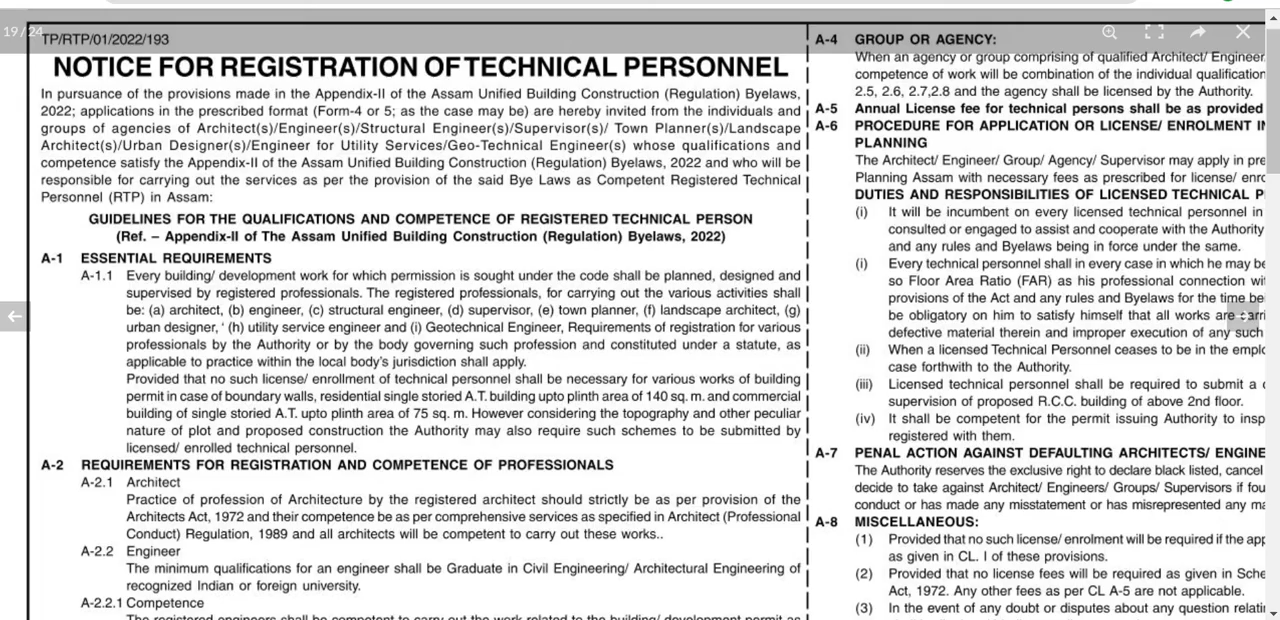 19 / 24
TP/RTP/01/2022/193
NOTICE FOR REGISTRATION OF TECHNICAL PERSONNEL
In pursuance of the provisions made in the Appendix-II of the Assam Unified Building Construction (Regulation) Byelaws,
2022; applications in the prescribed format (Form-4 or 5; as the case may be) are hereby invited from the individuals and
groups of agencies of Architect(s)/Engineer(s)/Structural Engineer(s)/Supervisor(s)/ Town Planner(s)/Landscape
Architect(s)/Urban Designer(s)/Engineer for Utility Services/Geo-Technical Engineer(s) whose qualifications and
competence satisfy the Appendix-II of the Assam Unified Building Construction (Regulation) Byelaws, 2022 and who will be
responsible for carrying out the services as per the provision of the said Bye Laws as Competent Registered Technical
Personnel (RTP) in Assam:
GUIDELINES FOR THE QUALIFICATIONS AND COMPETENCE OF REGISTERED TECHNICAL PERSON
(Ref. – Appendix-II of The Assam Unified Building Construction (Regulation) Byelaws, 2022)
A-1 ESSENTIAL REQUIREMENTS
A-1.1 Every building/ development work for which permission is sought under the code shall be planned, designed and
supervised by registered professionals. The registered professionals, for carrying out the various activities shall
be: (a) architect, (b) engineer, (c) structural engineer, (d) supervisor, (e) town planner, (f) landscape architect, (g)
urban designer, ‘ (h) utility service engineer and (i) Geotechnical Engineer, Requirements of registration for various
professionals by the Authority or by the body governing such profession and constituted under a statute, as
applicable to practice within the local body's jurisdiction shall apply.
Provided that no such license/ enrollment of technical personnel shall be necessary for various works of building
permit in case of boundary walls, residential single storied A.T. building upto plinth area of 140 sq. m. and commercial
building of single storied A.T. upto plinth area of 75 sq. m. However considering the topography and other peculiar
nature of plot and proposed construction the Authority may also require such schemes to be submitted by
licensed/ enrolled technical personnel.
A-2 REQUIREMENTS FOR REGISTRATION AND COMPETENCE OF PROFESSIONALS
A-2.1 Architect
Practice of profession of Architecture by the registered architect should strictly be as per provision of the
Architects Act, 1972 and their competence be as per comprehensive services as specified in Architect (Professional
Conduct) Regulation, 1989 and all architects will be competent to carry out these works..
A-2.2 Engineer
The minimum qualifications for an engineer shall be Graduate in Civil Engineering/ Architectural Engineering of
recognized Indian or foreign university.
A-2.2.1 Competence
The registered engineers shall be competent to carry out the work related to the building/ development permit as
A-4 GROUP OR AGENCY:
When an agency or group comprising of qualified Architect/ Engineer
competence of work will be combination of the individual qualification
2.5, 2.6, 2.7,2.8 and the agency shall be licensed by the Authority.
A-5 Annual License fee for technical persons shall be as provided
A-6 PROCEDURE FOR APPLICATION OR LICENSE/ ENROLMENT IN
PLANNING
The Architect/ Engineer/ Group/ Agency/ Supervisor may apply in pre
Planning Assam with necessary fees as prescribed for license/ enro
DUTIES AND RESPONSIBILITIES OF LICENSED TECHNICAL P
(i) It will be incumbent on every licensed technical personnel in
consulted or engaged to assist and cooperate with the Authority
and any rules and Byelaws being in force under the same.
(i) Every technical personnel shall in every case in which he may be
so Floor Area Ratio (FAR) as his professional connection wi
provisions of the Act and any rules and Byelaws for the time be
be obligatory on him to satisfy himself that all works are carri
defective material therein and improper execution of any such
(ii) When a licensed Technical Personnel ceases to be in the emplo
case forthwith to the Authority.
(iii) Licensed technical personnel shall be required to submit a
supervision of proposed R.C.C. building of above 2nd floor.
(iv) It shall be competent for the permit issuing Authority to insp
registered with them.
A-7 PENAL ACTION AGAINST DEFAULTING ARCHITECTS/ ENGINE
The Authority reserves the exclusive right to declare black listed, cancel
decide to take against Architect/ Engineers/ Groups/ Supervisors if fou
conduct or has made any misstatement or has misrepresented any ma
A-8 MISCELLANEOUS:
(1) Provided that no such license/ enrolment will be required if the app
as given in CL. I of these provisions.
(2) Provided that no license fees will be required as given in Sche
Act, 1972. Any other fees as per CL A-5 are not applicable.
(3) In the event of any doubt or disputes about any question relati